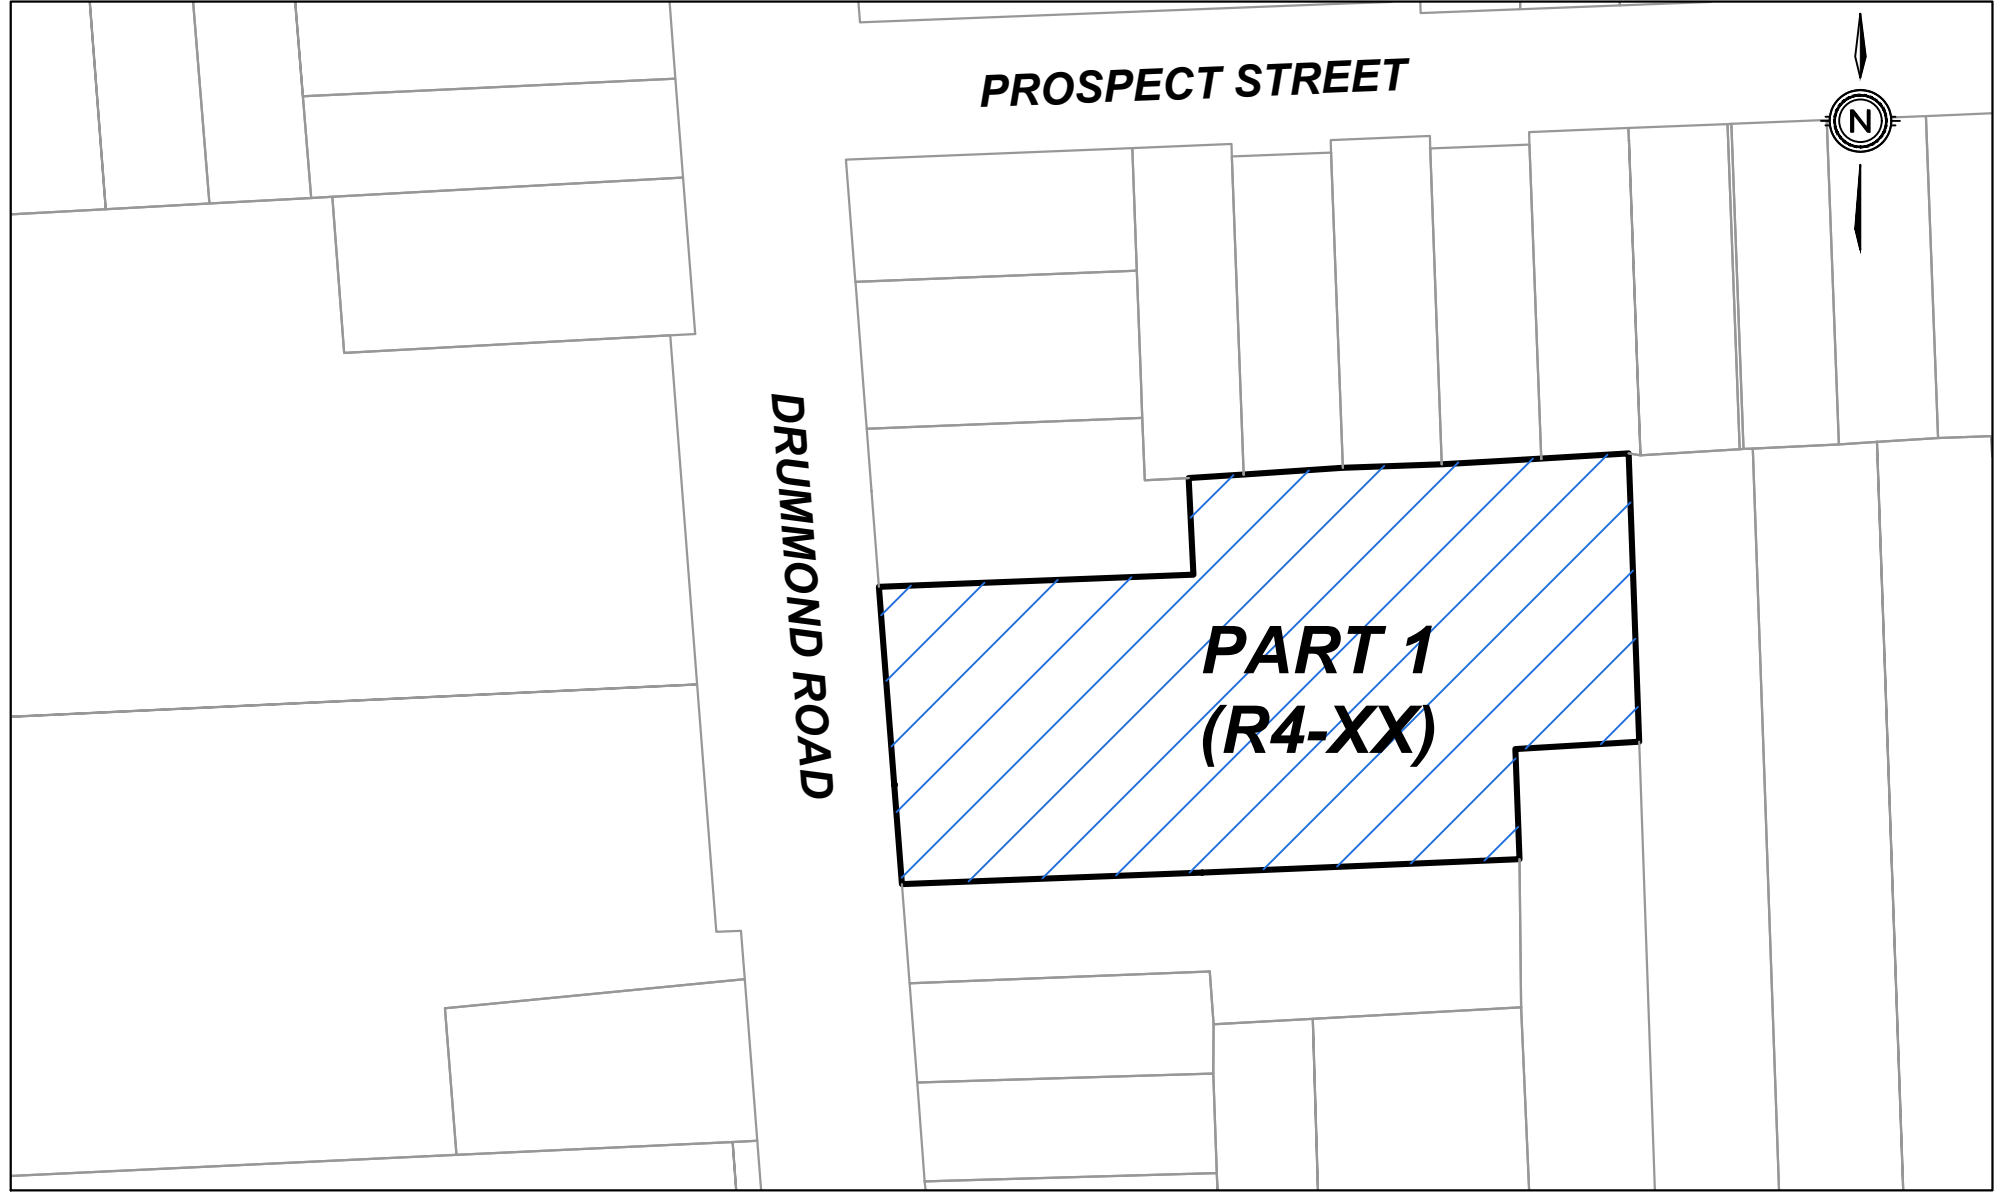 PROSPECT STREET
N
DRUMMOND ROAD
PART 1
(R4-XX)